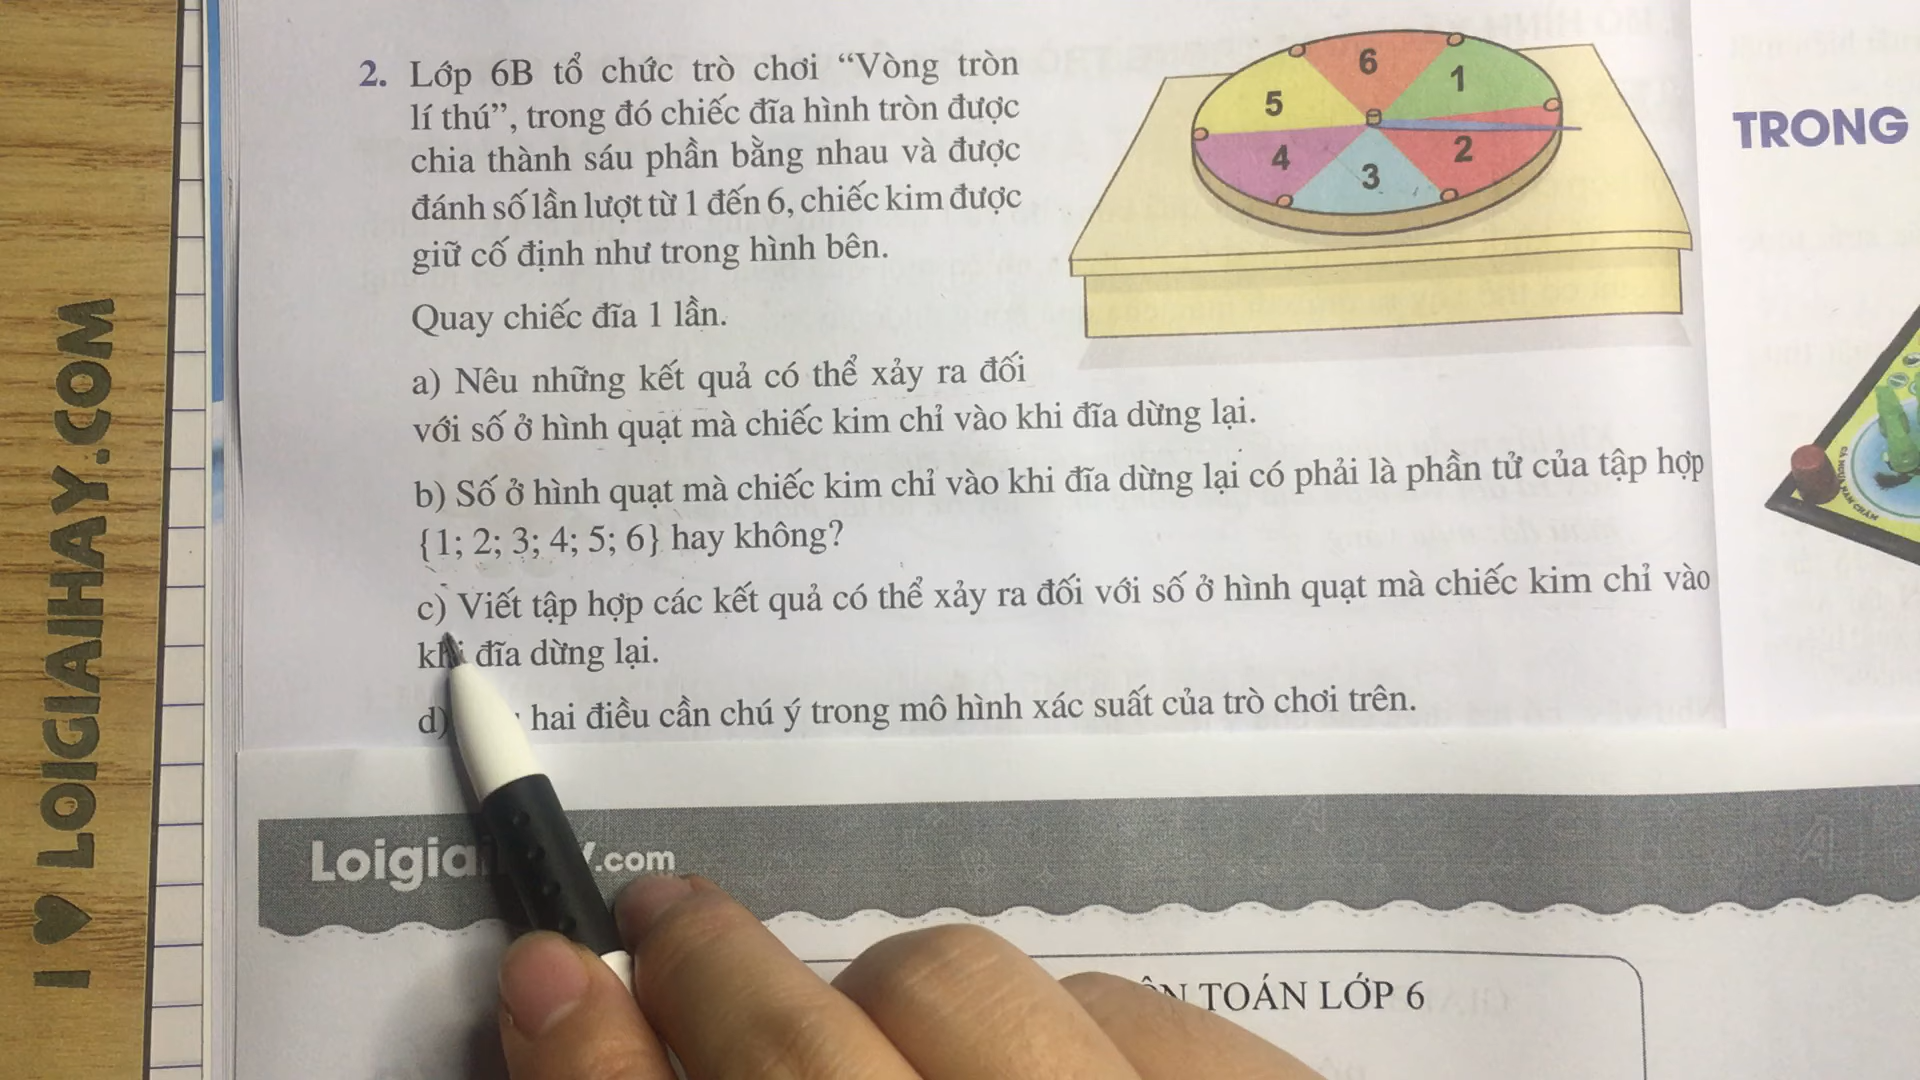 2. Lớp 6B tổ chức trò chơi “Vòng tròn
lí thú”, trong đó chiếc đĩa hình tròn được
chia thành sáu phần bằng nhau và được
đánh số lần lượt từ 1 đến 6, chiếc kim được
giữ cố định như trong hình bên.
Quay chiếc đĩa 1 lần.
a) Nêu những kết quả có thể xảy ra đối
với số ở hình quạt mà chiếc kim chỉ vào khi đĩa dừng lại.
b) Số ở hình quạt mà chiếc kim chỉ vào khi đĩa dừng lại có phải là phần tử của tập hợp
{1; 2; 3; 4; 5; 6} hay không?
c) Viết tập hợp các kết quả có thể xảy ra đối với số ở hình quạt mà chiếc kim chỉ vào
khi đĩa dừng lại.
d) hai điều cần chú ý trong mô hình xác suất của trò chơi trên.
6
1
5
2
4
3
TRONG
I ♥ LOIGIAIHAY.COM
.com
TOÁN LỚP 6